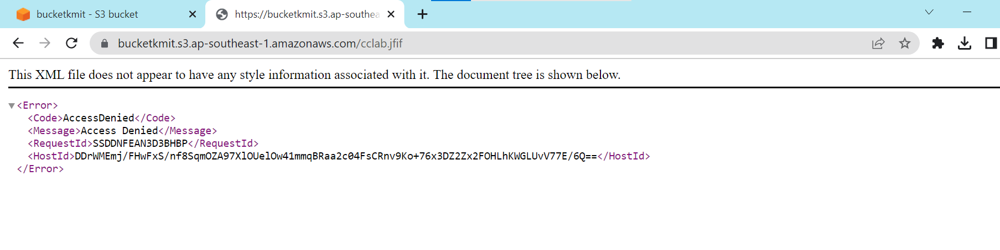 bucketkmit - S3 bucket
https://bucketkmit.s3.ap-southea
bucketkmit.s3.ap-southeast-1.amazonaws.com/cclab.jfif
This XML file does not appear to have any style information associated with it. The document tree is shown below.
<Error>
<Code>AccessDenied</Code>
<Message>Access Denied</Message>
<RequestId>SSDDNFEAN3D3BHBP</RequestId>
<HostId>DDrWMEmj/FHwFxS/nf8SqmOZA97XlOUelOw41mmqBRaa2c04FsCRnv9Ko+76x3DZ2Zx2FOHLhKWGLUvV77E/6Q==</HostId>
</Error>